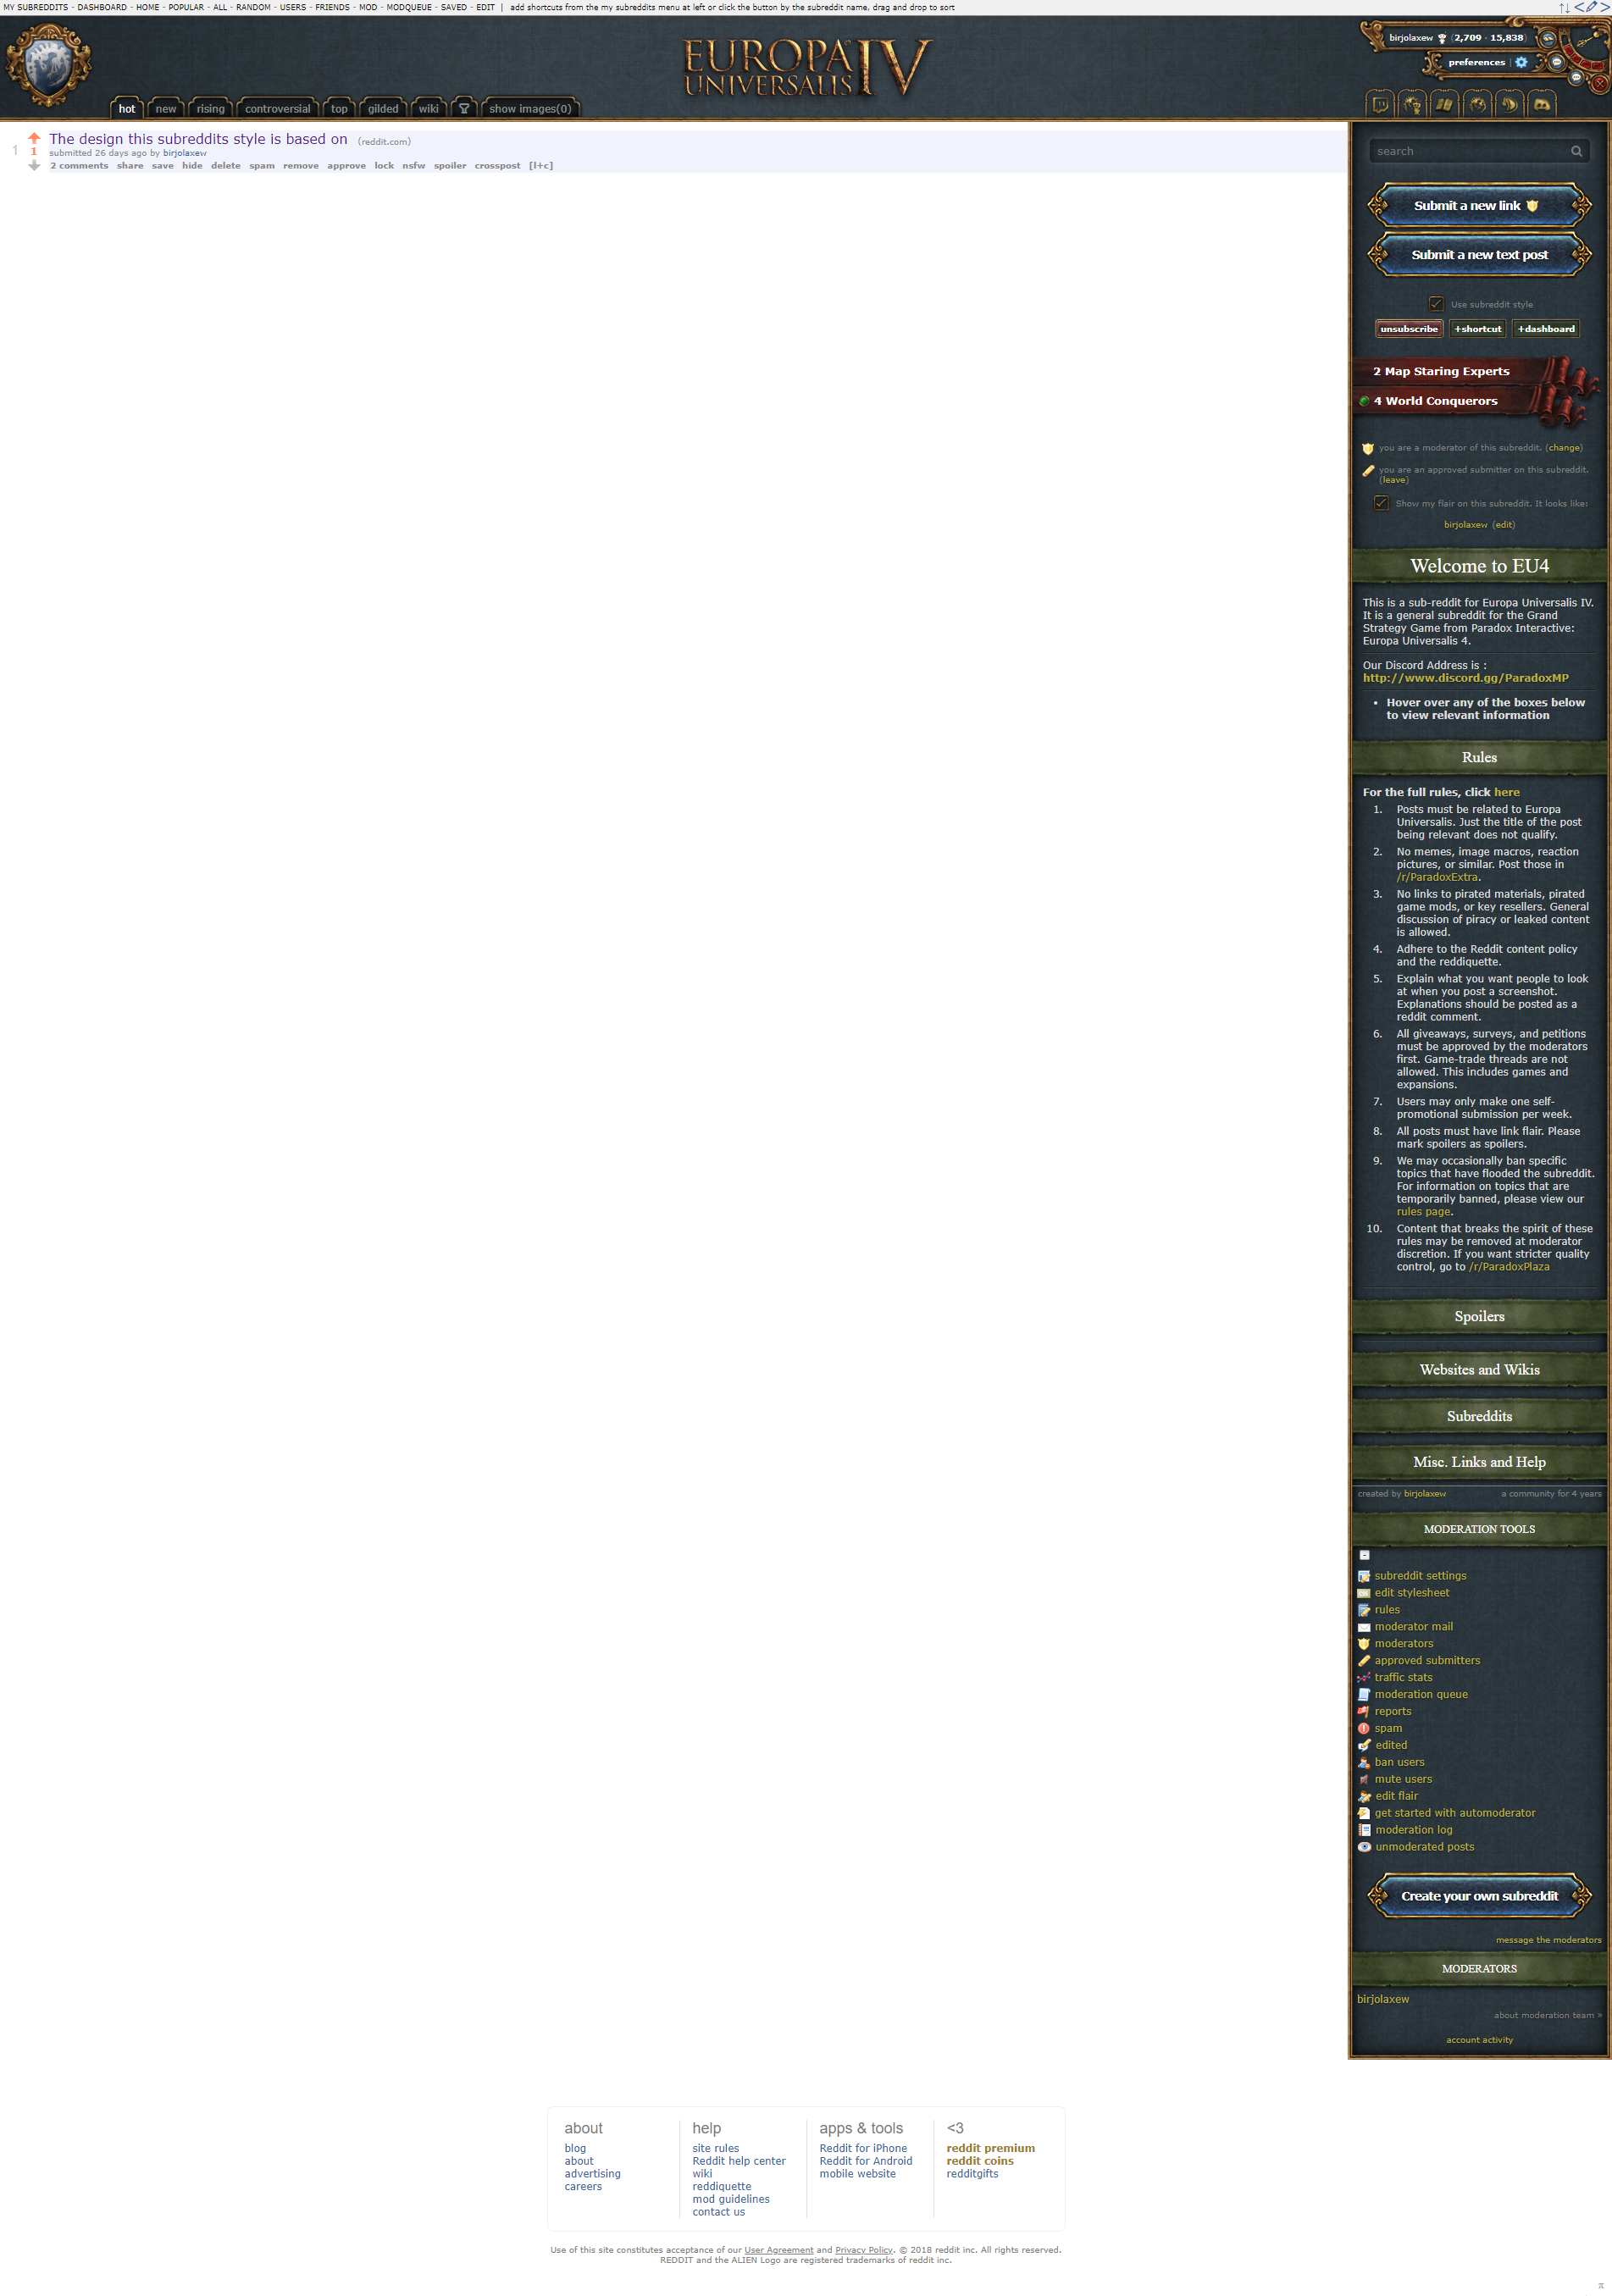 MY SUBREDDITS - DASHBOARD - HOME - POPULAR - ALL - RANDOM - USERS - FRIENDS - MOD - MODQUEUE - SAVED - EDIT | add shortcuts from the my subreddits menu at left or click the button by the subreddit name, drag and drop to sort
EUROPA
UNIVERSALIS IV
birjolaxew (2,709 · 15,838)
preferences |
hot new rising controversial top gilded wiki show images(0)
1
1
The design this subreddits style is based on (reddit.com)
submitted 26 days ago by birjolaxew
2 comments share save hide delete spam remove approve lock nsfw spoiler crosspost [l+c]
search
Submit a new link
Submit a new text post
Use subreddit style
unsubscribe +shortcut +dashboard
2 Map Staring Experts
4 World Conquerors
you are a moderator of this subreddit. (change)
you are an approved submitter on this subreddit.
(leave)
Show my flair on this subreddit. It looks like:
birjolaxew (edit)
Welcome to EU4
This is a sub-reddit for Europa Universalis IV.
It is a general subreddit for the Grand
Strategy Game from Paradox Interactive:
Europa Universalis 4.
Our Discord Address is :
http://www.discord.gg/ParadoxMP
• Hover over any of the boxes below
to view relevant information
Rules
For the full rules, click here
1. Posts must be related to Europa
Universalis. Just the title of the post
being relevant does not qualify.
2. No memes, image macros, reaction
pictures, or similar. Post those in
/r/ParadoxExtra.
3. No links to pirated materials, pirated
game mods, or key resellers. General
discussion of piracy or leaked content
is allowed.
4. Adhere to the Reddit content policy
and the reddiquette.
5. Explain what you want people to look
at when you post a screenshot.
Explanations should be posted as a
reddit comment.
6. All giveaways, surveys, and petitions
must be approved by the moderators
first. Game-trade threads are not
allowed. This includes games and
expansions.
7. Users may only make one self-
promotional submission per week.
8. All posts must have link flair. Please
mark spoilers as spoilers.
9. We may occasionally ban specific
topics that have flooded the subreddit.
For information on topics that are
temporarily banned, please view our
rules page.
10. Content that breaks the spirit of these
rules may be removed at moderator
discretion. If you want stricter quality
control, go to /r/ParadoxPlaza
Spoilers
Websites and Wikis
Subreddits
Misc. Links and Help
created by birjolaxew a community for 4 years
MODERATION TOOLS
subreddit settings
edit stylesheet
rules
moderator mail
moderators
approved submitters
traffic stats
moderation queue
reports
spam
edited
ban users
mute users
edit flair
get started with automoderator
moderation log
unmoderated posts
Create your own subreddit
message the moderators
MODERATORS
birjolaxew
about moderation team »
account activity
about help apps & tools <3
blog site rules Reddit for iPhone reddit premium
about Reddit help center Reddit for Android reddit coins
advertising wiki mobile website redditgifts
careers reddiquette
mod guidelines
contact us
Use of this site constitutes acceptance of our User Agreement and Privacy Policy. © 2018 reddit inc. All rights reserved.
REDDIT and the ALIEN Logo are registered trademarks of reddit inc.
π